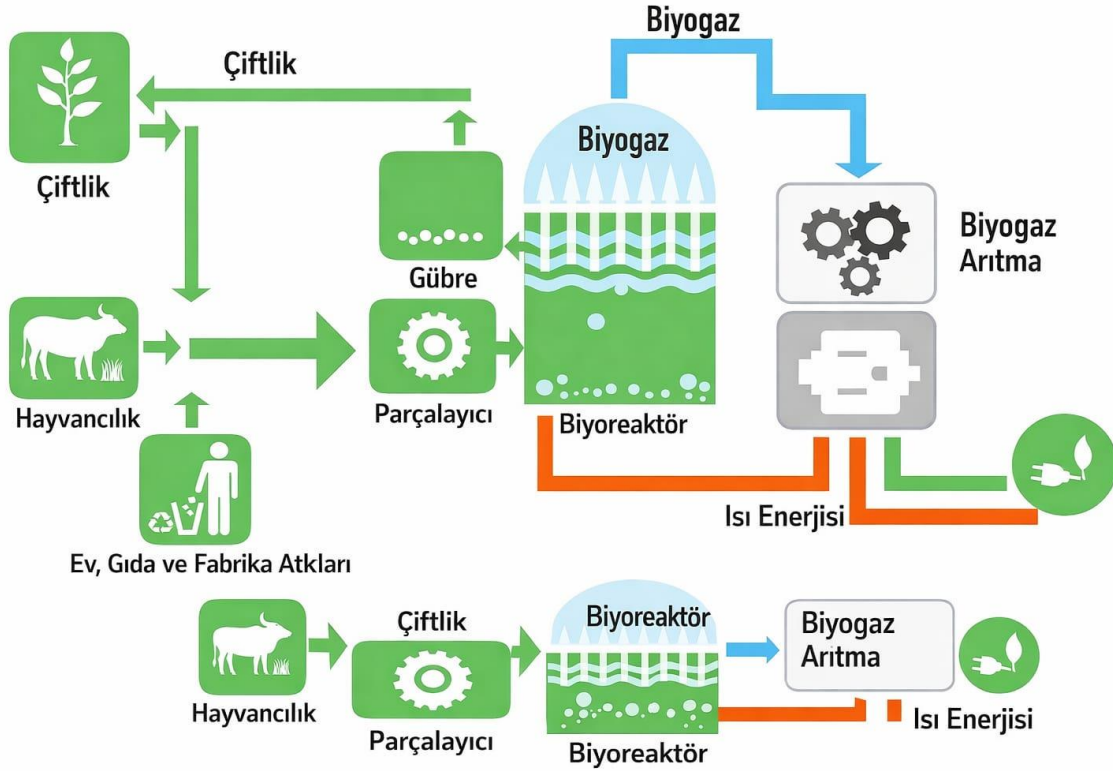 Biyogaz
Çiftlik
Biyogaz
Çiftlik
Biyogaz
Arıtma
Gübre
Hayvancılık
Parçalayıcı
Biyoreaktör
Isı Enerjisi
Ev, Gıda ve Fabrika Atkları
Çiftlik
Biyoreaktör
Biyogaz
Arıtma
Hayvancılık
Parçalayıcı
Biyoreaktör
Isı Enerjisi